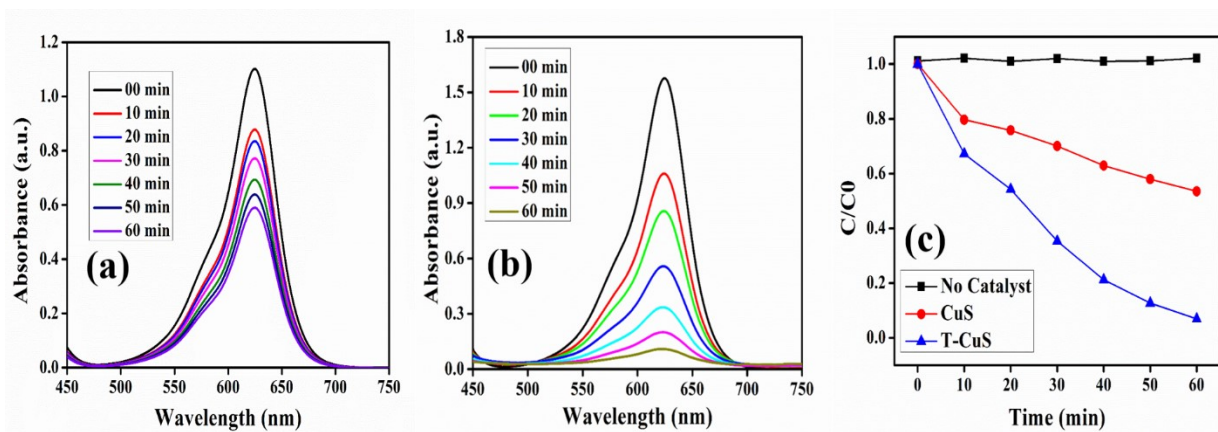 1.2
1.0
0.8
0.6
0.4
0.2
0.0
Absorbance (a.u.)
00 min
10 min
20 min
30 min
40 min
50 min
60 min
(a)
450 500 550 600 650 700 750
Wavelength (nm)
1.8
1.5
1.2
0.9
0.6
0.3
0.0
Absorbance (a.u.)
00 min
10 min
20 min
30 min
40 min
50 min
60 min
(b)
450 500 550 600 650 700 750
Wavelength (nm)
1.0
0.8
0.6
0.4
0.2
0.0
C/C0
(c)
No Catalyst
CuS
T-CuS
0 10 20 30 40 50 60
Time (min)